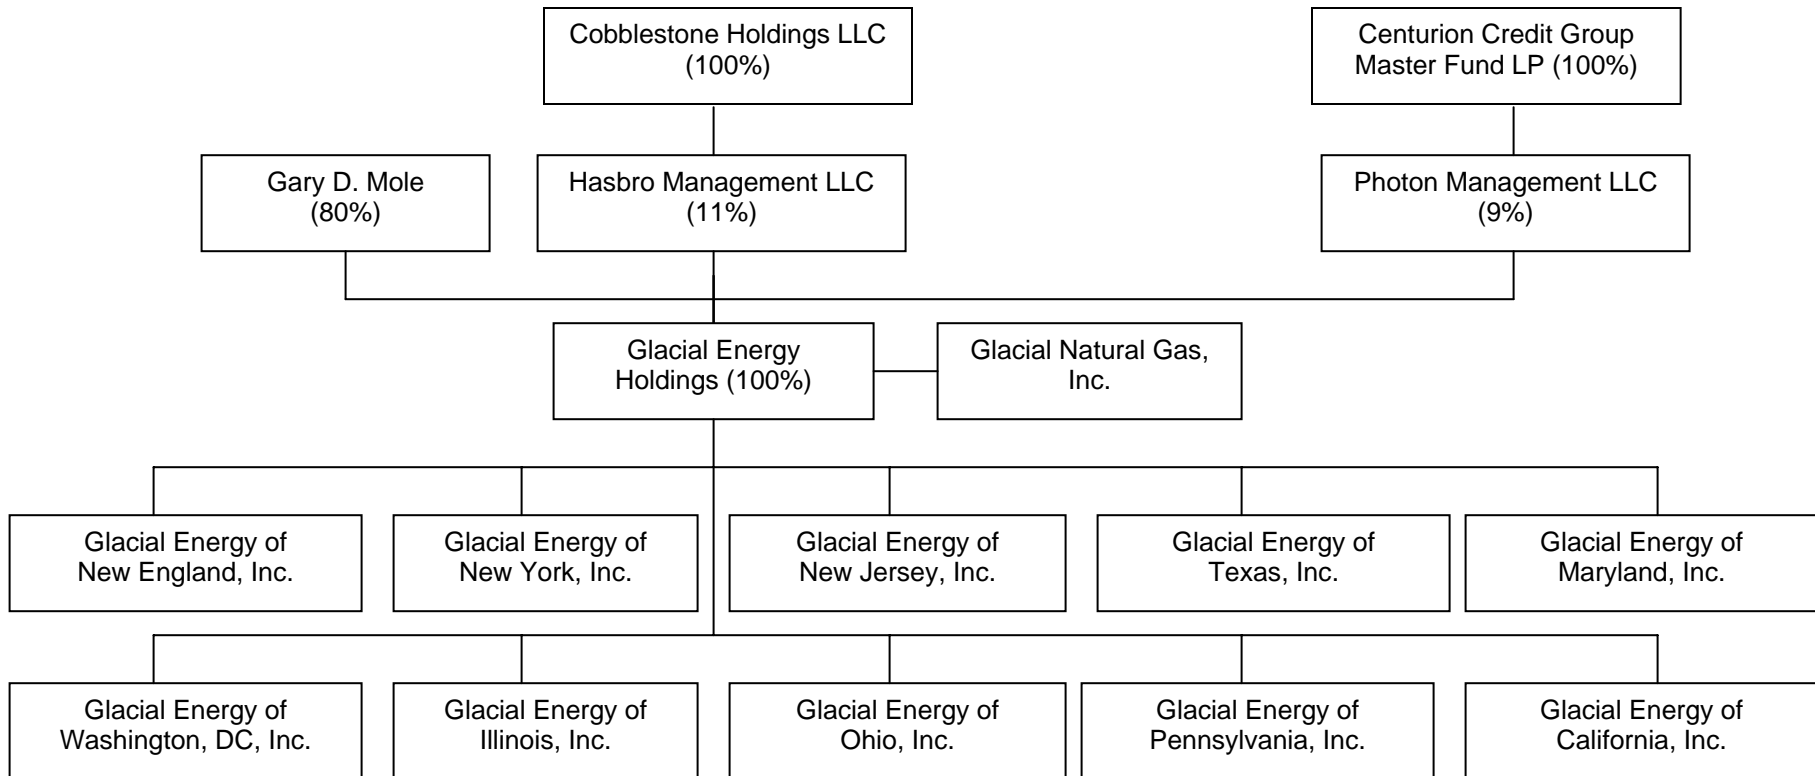 Cobblestone Holdings LLC
(100%)
Centurion Credit Group
Master Fund LP (100%)
Gary D. Mole
(80%)
Hasbro Management LLC
(11%)
Photon Management LLC
(9%)
Glacial Energy
Holdings (100%)
Glacial Natural Gas,
Inc.
Glacial Energy of
New England, Inc.
Glacial Energy of
New York, Inc.
Glacial Energy of
New Jersey, Inc.
Glacial Energy of
Texas, Inc.
Glacial Energy of
Maryland, Inc.
Glacial Energy of
Washington, DC, Inc.
Glacial Energy of
Illinois, Inc.
Glacial Energy of
Ohio, Inc.
Glacial Energy of
Pennsylvania, Inc.
Glacial Energy of
California, Inc.